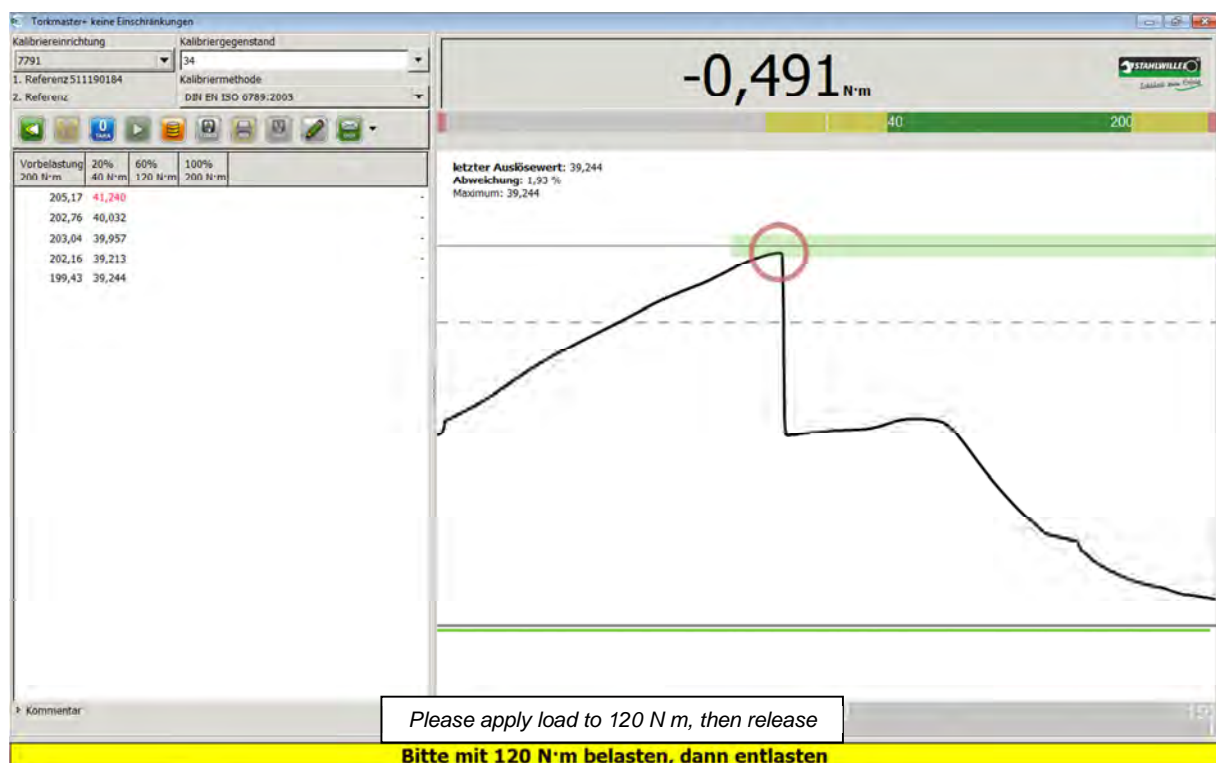 Torkmaster+ keine Einschränkungen
Kalibriereinrichtung
Kalibriergegenstand
7791
34
1. Referenz 511190184
Kalibriermethode
2. Referenz
DIN EN ISO 6789:2003
0
TARA
Vorbelastung 20% 60% 100%
200 N·m 40 N·m 120 N·m 200 N·m
205,17 41,240 -
202,76 40,032 -
203,04 39,957 -
202,16 39,213 -
199,43 39,244 -
Kommentar
-0,491 N·m
STAHLWILLE
40 200
letzter Auslösewert: 39,244
Abweichung: 1,93 %
Maximum: 39,244
Please apply load to 120 N m, then release
Bitte mit 120 N·m belasten, dann entlasten